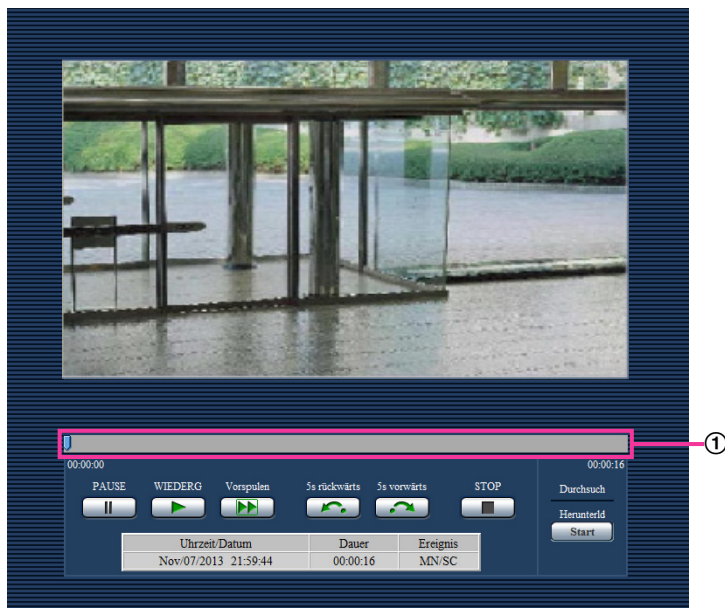 ①
00:00:00 00:00:16
PAUSE WIEDERG Vorspulen 5s rückwärts 5s vorwärts STOP Durchsuch
Herunterld
Start
Uhrzeit/Datum Dauer Ereignis
Nov/07/2013 21:59:44 00:00:16 MN/SC